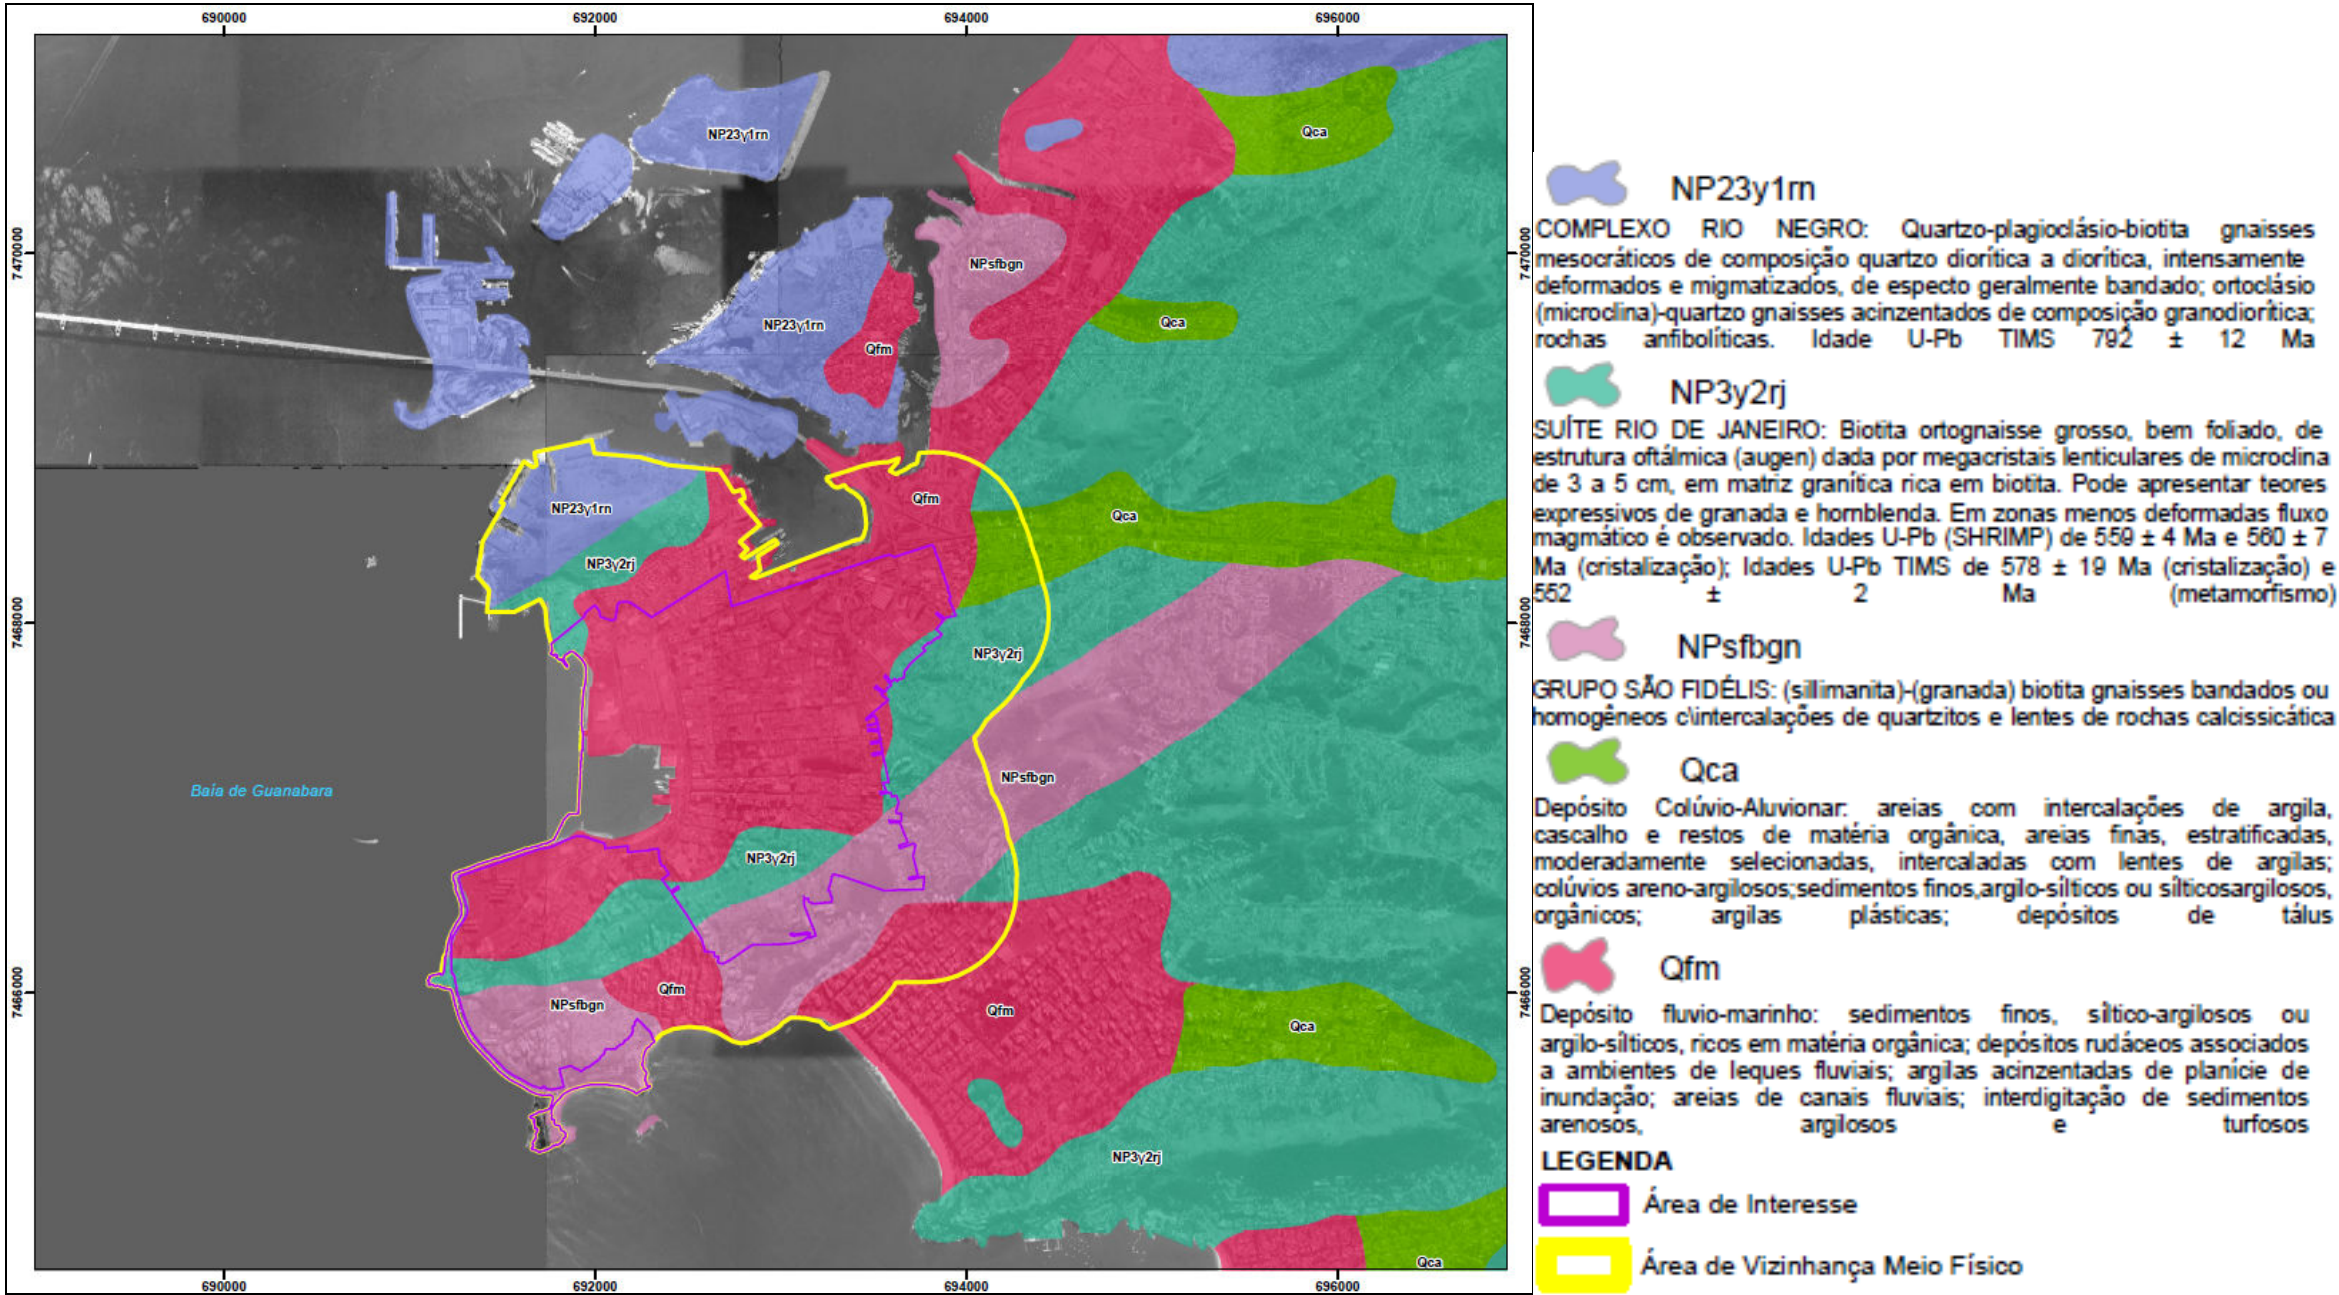 690000 692000 694000 696000
NP23γ1rn
Qca
7470000
7470000
NPsfbgn
NP23γ1rn
Qca
Qfm
Qfm
NP23γ1rn
Qca
NP3γ2rj
7468000
7468000
NP3γ2rj
NPsfbgn
Baía de Guanabara
NP3γ2rj
7466000
7466000
Qfm
NPsfbgn
Qfm
Qca
NP3γ2rj
Qca
690000 692000 694000 696000
NP23y1rn
COMPLEXO RIO NEGRO: Quartzo-plagioclásio-biotita gnaisses
mesocráticos de composição quartzo diorítica a diorítica, intensamente
deformados e migmatizados, de especto geralmente bandado; ortoclásio
(microclina)-quartzo gnaisses acinzentados de composição granodiorítica;
rochas anfibolíticas. Idade U-Pb TIMS 792 ± 12 Ma
NP3y2rj
SUÍTE RIO DE JANEIRO: Biotita ortognaisse grosso, bem foliado, de
estrutura oftálmica (augen) dada por megacristais lenticulares de microclina
de 3 a 5 cm, em matriz granítica rica em biotita. Pode apresentar teores
expressivos de granada e hornblenda. Em zonas menos deformadas fluxo
magmático é observado. Idades U-Pb (SHRIMP) de 559 ± 4 Ma e 560 ± 7
Ma (cristalização); Idades U-Pb TIMS de 578 ± 19 Ma (cristalização) e
552 ± 2 Ma (metamorfismo)
NPsfbgn
GRUPO SÃO FIDÉLIS: (sillimanita)-(granada) biotita gnaisses bandados ou
homogêneos c\intercalações de quartzitos e lentes de rochas calcissicática
Qca
Depósito Colúvio-Aluvionar: areias com intercalações de argila,
cascalho e restos de matéria orgânica, areias finas, estratificadas,
moderadamente selecionadas, intercaladas com lentes de argilas;
colúvios areno-argilosos;sedimentos finos,argilo-sílticos ou sílticosargilosos,
orgânicos; argilas plásticas; depósitos de tálus
Qfm
Depósito fluvio-marinho: sedimentos finos, síltico-argilosos ou
argilo-sílticos, ricos em matéria orgânica; depósitos rudáceos associados
a ambientes de leques fluviais; argilas acinzentadas de planície de
inundação; areias de canais fluviais; interdigitação de sedimentos
arenosos, argilosos e turfosos
LEGENDA
Área de Interesse
Área de Vizinhança Meio Físico